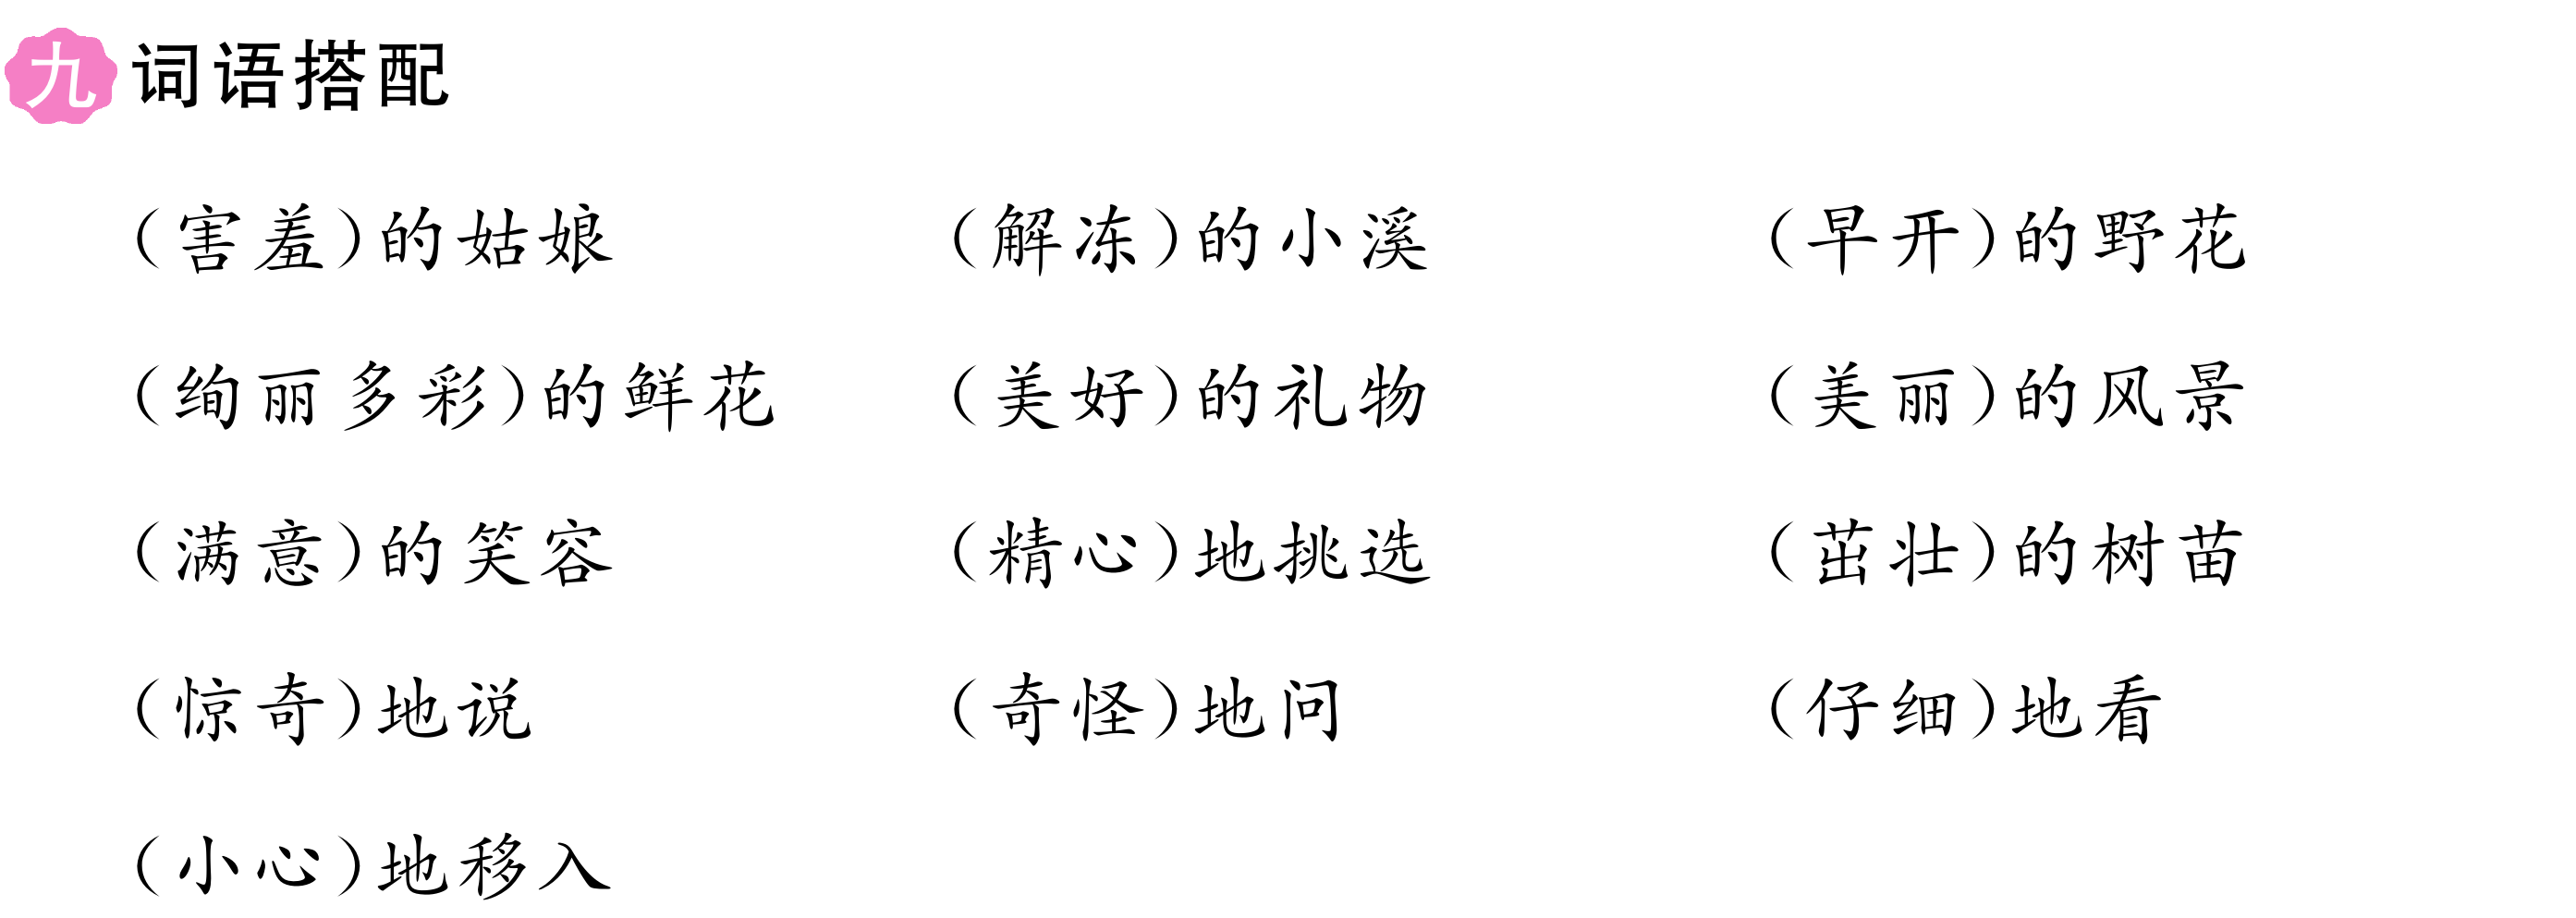 九 词语搭配
（害羞）的姑娘 （解冻）的小溪 （早开）的野花
（绚丽多彩）的鲜花 （美好）的礼物 （美丽）的风景
（满意）的笑容 （精心）地挑选 （茁壮）的树苗
（惊奇）地说 （奇怪）地问 （仔细）地看
（小心）地移入